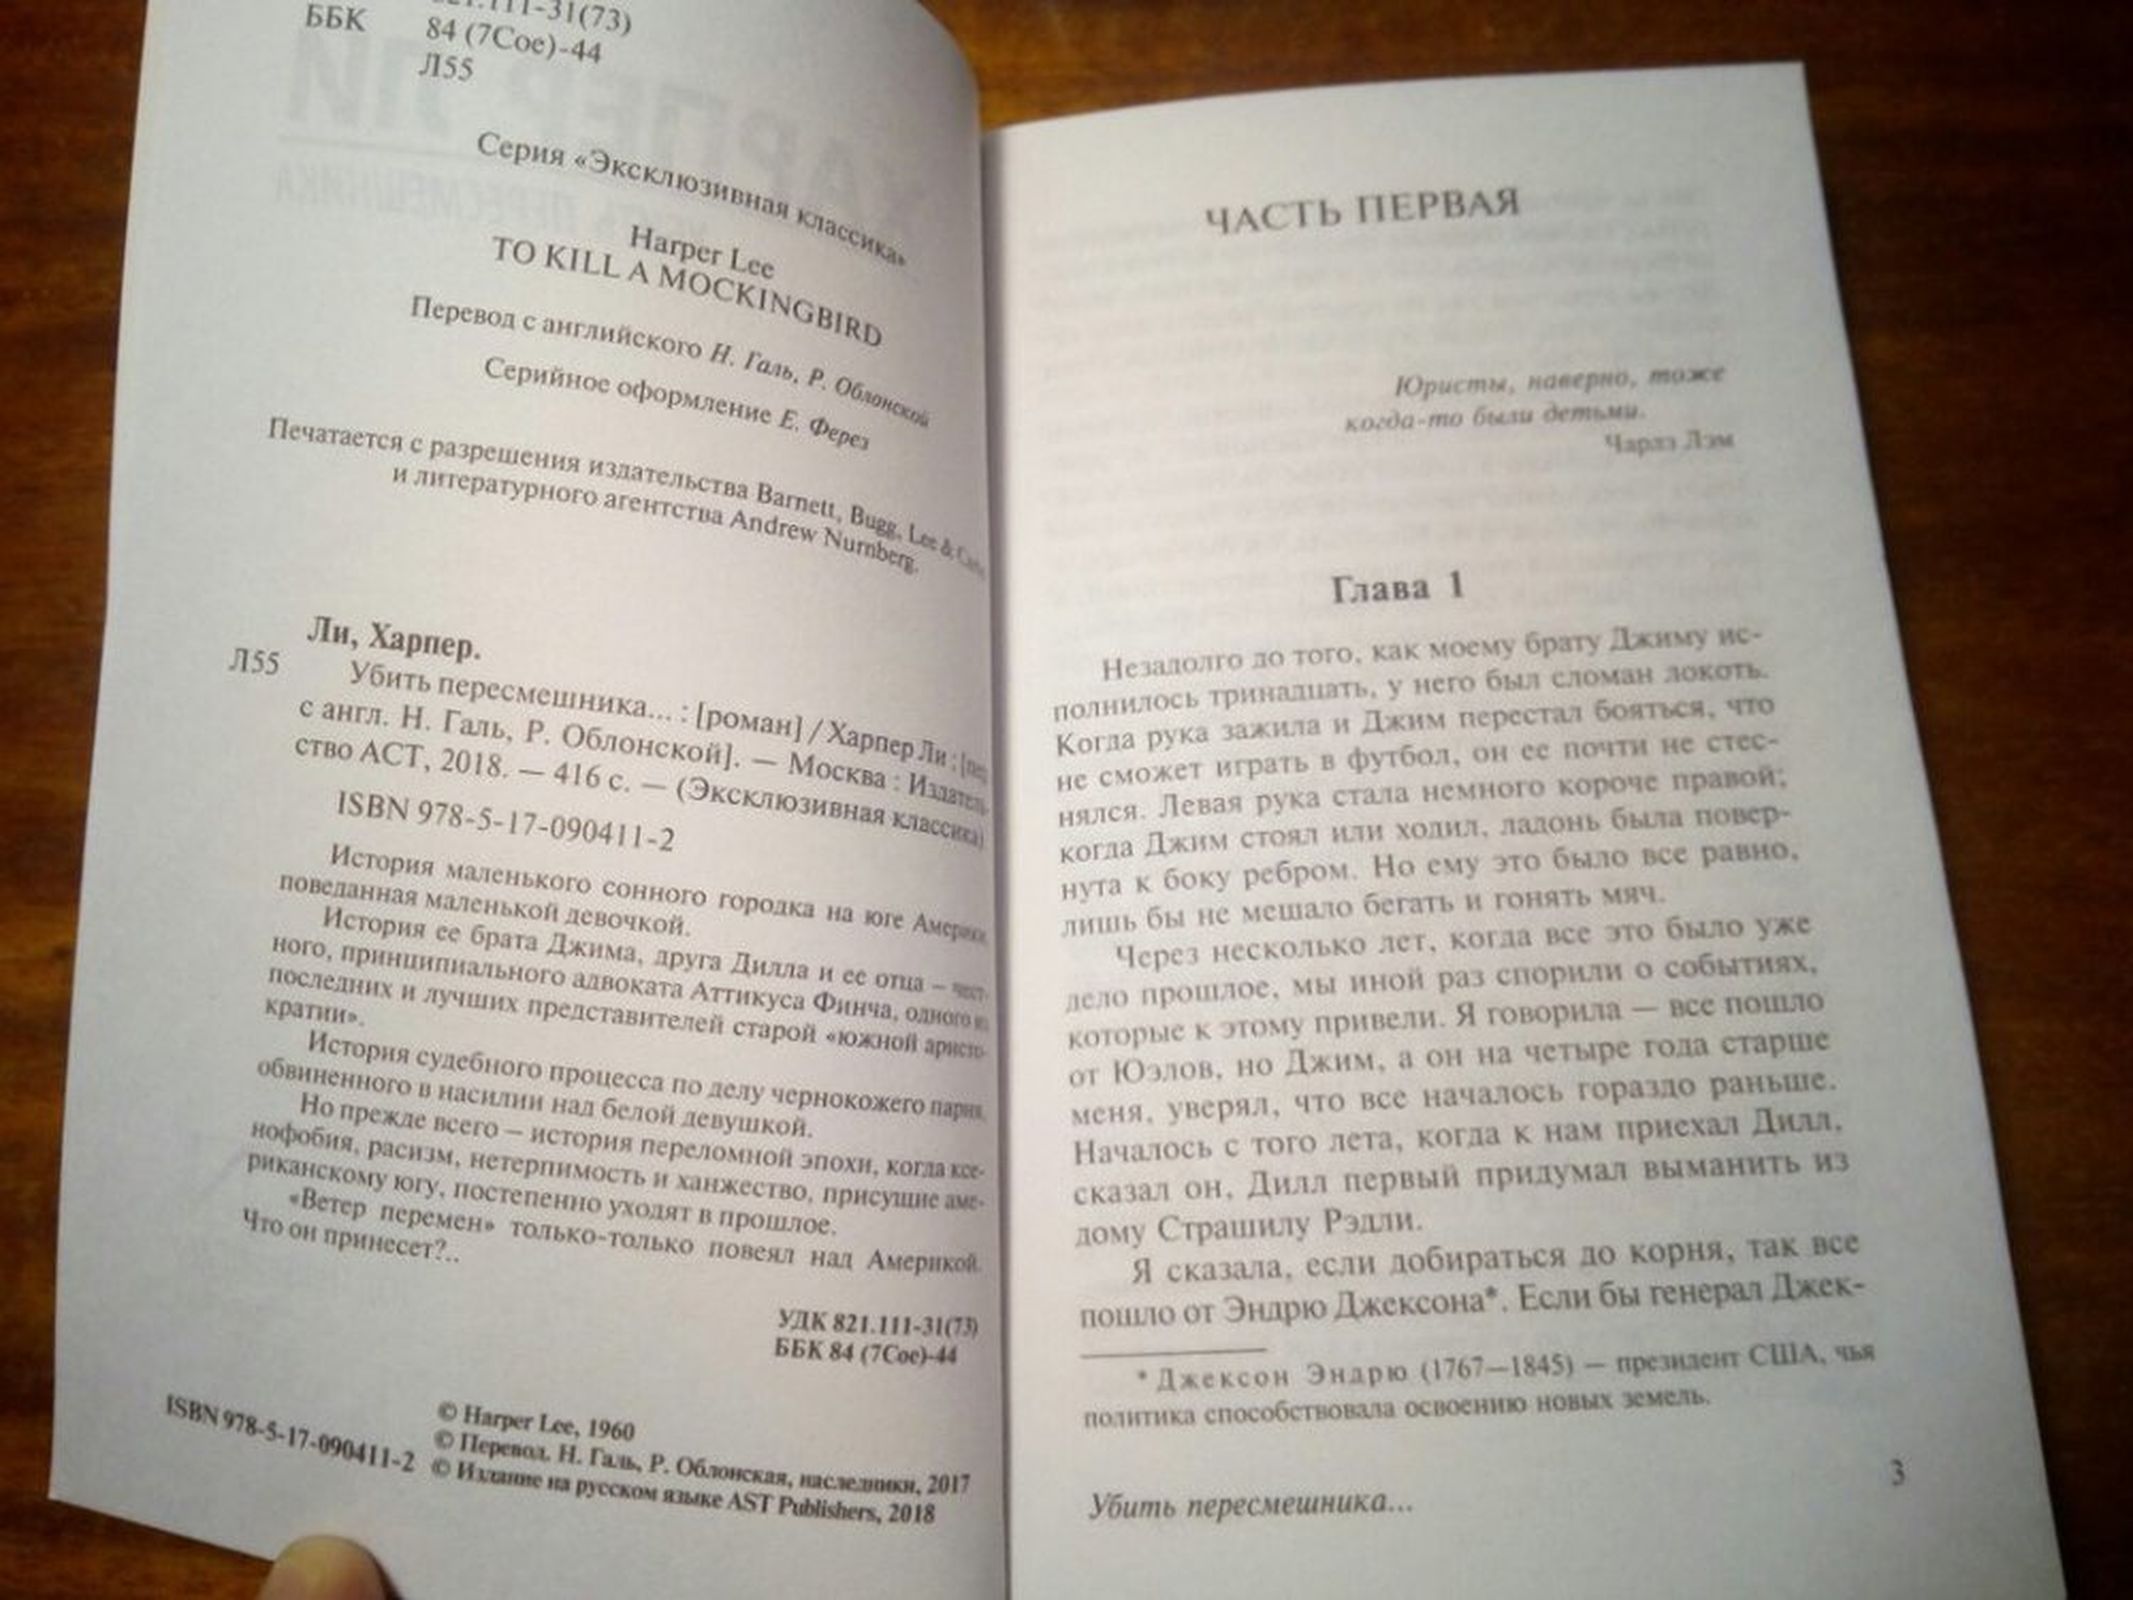 821.111-31(73)
ББК 84 (7Сое)-44
Л55
Серия «Эксклюзивная классика»
Harper Lee
TO KILL A MOCKINGBIRD
Перевод с английского Н. Галь, Р. Облонской
Серийное оформление Е. Ферез
Печатается с разрешения издательства Barnett, Bugg, Lee &
и литературного агентства Andrew Nurnberg.
Ли, Харпер.
Л55 Убить пересмешника... : [роман] / Харпер Ли : [пер.
с англ. Н. Галь, Р. Облонской]. — Москва : Издатель-
ство АСТ, 2018. — 416 с. — (Эксклюзивная классика)
ISBN 978-5-17-090411-2
История маленького сонного городка на юге Америки,
поведанная маленькой девочкой.
История ее брата Джима, друга Дилла и ее отца – чест-
ного, принципиального адвоката Аттикуса Финча, одного из
последних и лучших представителей старой «южной аристо-
кратии».
История судебного процесса по делу чернокожего парня,
обвиненного в насилии над белой девушкой.
Но прежде всего – история переломной эпохи, когда ксе-
нофобия, расизм, нетерпимость и ханжество, присущие аме-
риканскому югу, постепенно уходят в прошлое.
«Ветер перемен» только-только повеял над Америкой.
Что он принесет?..
УДК 821.111-31(73)
ББК 84 (7Сое)-44
© Harper Lee, 1960
© Перевод. Н. Галь, Р. Облонская, наследники, 2017
ISBN 978-5-17-090411-2 © Издание на русском языке AST Publishers, 2018
ЧАСТЬ ПЕРВАЯ
Юристы, наверно, тоже
когда-то были детьми.
Чарлз Лэм
Глава 1
Незадолго до того, как моему брату Джиму ис-
полнилось тринадцать, у него был сломан локоть.
Когда рука зажила и Джим перестал бояться, что
не сможет играть в футбол, он ее почти не стес-
нялся. Левая рука стала немного короче правой;
когда Джим стоял или ходил, ладонь была повер-
нута к боку ребром. Но ему это было все равно,
лишь бы не мешало бегать и гонять мяч.
Через несколько лет, когда все это было уже
дело прошлое, мы иной раз спорили о событиях,
которые к этому привели. Я говорила — все пошло
от Юэлов, но Джим, а он на четыре года старше
меня, уверял, что все началось гораздо раньше.
Началось с того лета, когда к нам приехал Дилл,
сказал он, Дилл первый придумал выманить из
дому Страшилу Рэдли.
Я сказала, если добираться до корня, так все
пошло от Эндрю Джексона*. Если бы генерал Джек-
* Джексон Эндрю (1767—1845) — президент США, чья
политика способствовала освоению новых земель.
3
Убить пересмешника...